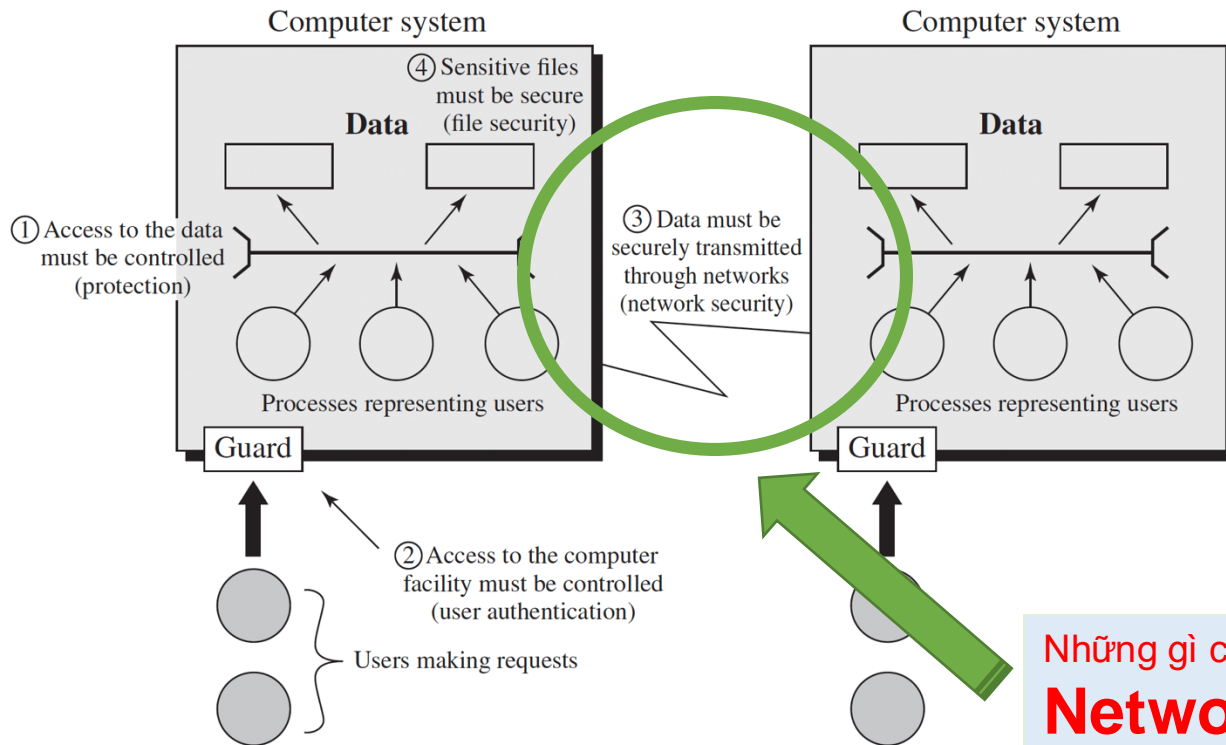 Computer system
④ Sensitive files
must be secure
(file security)
Data
① Access to the data
must be controlled
(protection)
Processes representing users
Guard
② Access to the computer
facility must be controlled
(user authentication)
Users making requests
③ Data must be
securely transmitted
through networks
(network security)
Computer system
Data
Processes representing users
Guard
Những gì